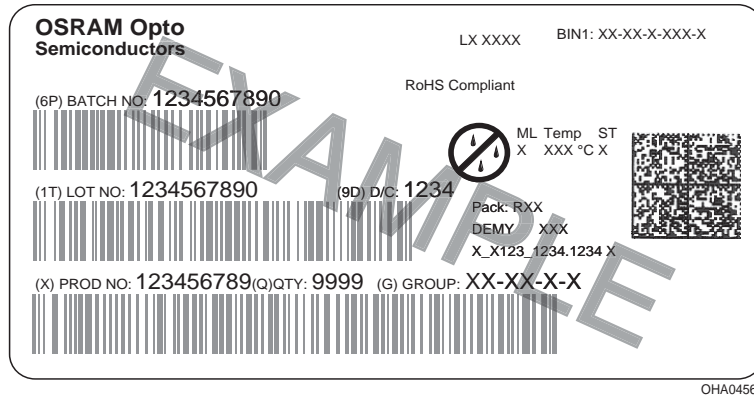 OSRAM Opto
Semiconductors
LX XXXX
BIN1: XX-XX-X-XXX-X
RoHS Compliant
(6P) BATCH NO: 1234567890
ML Temp ST
X XXX °C X
(1T) LOT NO: 1234567890 (9D) D/C: 1234
Pack: RXX
DEMY XXX
X_X123_1234.1234 X
(X) PROD NO: 123456789(Q)QTY: 9999 (G) GROUP: XX-XX-X-X
EXAMPLE
OHA0456